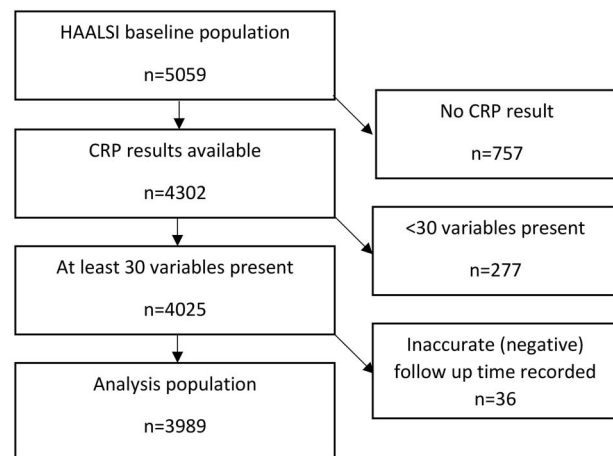 HAALSI baseline population
n=5059
No CRP result
n=757
CRP results available
n=4302
<30 variables present
n=277
At least 30 variables present
n=4025
Inaccurate (negative)
follow up time recorded
n=36
Analysis population
n=3989